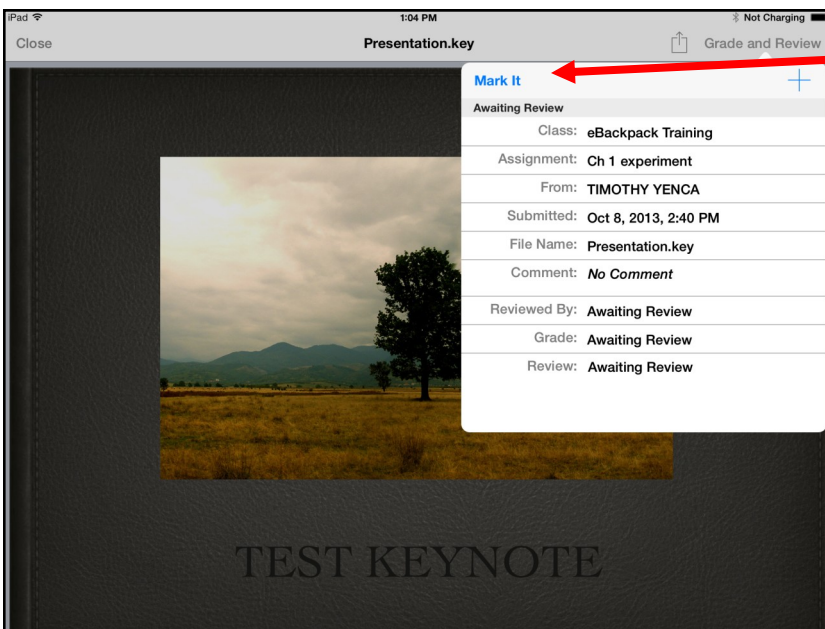 iPad 1:04 PM Not Charging
Close Presentation.key Grade and Review
Mark It
Awaiting Review
Class: eBackpack Training
Assignment: Ch 1 experiment
From: TIMOTHY YENCA
Submitted: Oct 8, 2013, 2:40 PM
File Name: Presentation.key
Comment: No Comment
Reviewed By: Awaiting Review
Grade: Awaiting Review
Review: Awaiting Review
TEST KEYNOTE